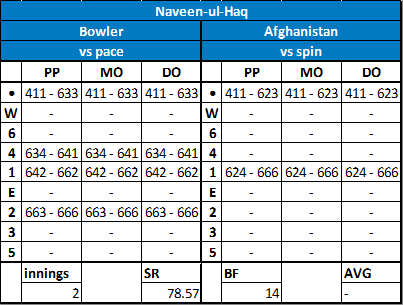 Naveen-ul-Haq
Bowler Afghanistan
vs pace vs spin
PP MO DO PP MO DO
• 411 - 633 411 - 633 411 - 633 • 411 - 623 411 - 623 411 - 623
W - - - W - - -
6 - - - 6 - - -
4 634 - 641 634 - 641 634 - 641 4 - - -
1 642 - 662 642 - 662 642 - 662 1 624 - 666 624 - 666 624 - 666
E - - - E - - -
2 663 - 666 663 - 666 663 - 666 2 - - -
3 - - - 3 - - -
5 - - - 5 - - -
innings SR BF AVG
2 78.57 14 -